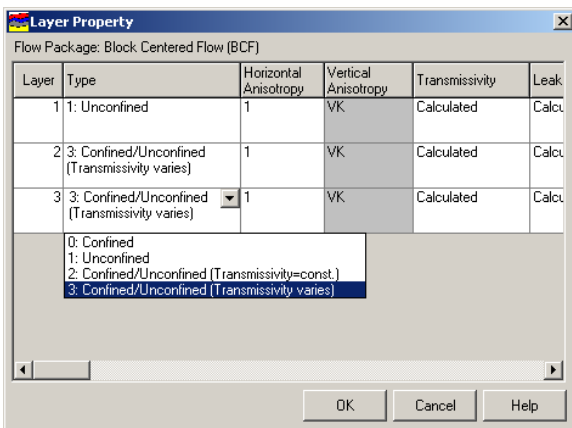 Layer Property
Flow Package: Block Centered Flow (BCF)
Layer Type Horizontal Anisotropy Vertical Anisotropy Transmissivity Leak
1 1: Unconfined 1 VK Calculated Calcu
2 3: Confined/Unconfined (Transmissivity varies) 1 VK Calculated Calcu
3 3: Confined/Unconfined (Transmissivity varies) 1 VK Calculated Calcu
0: Confined
1: Unconfined
2: Confined/Unconfined (Transmissivity=const.)
3: Confined/Unconfined (Transmissivity varies)
OK Cancel Help